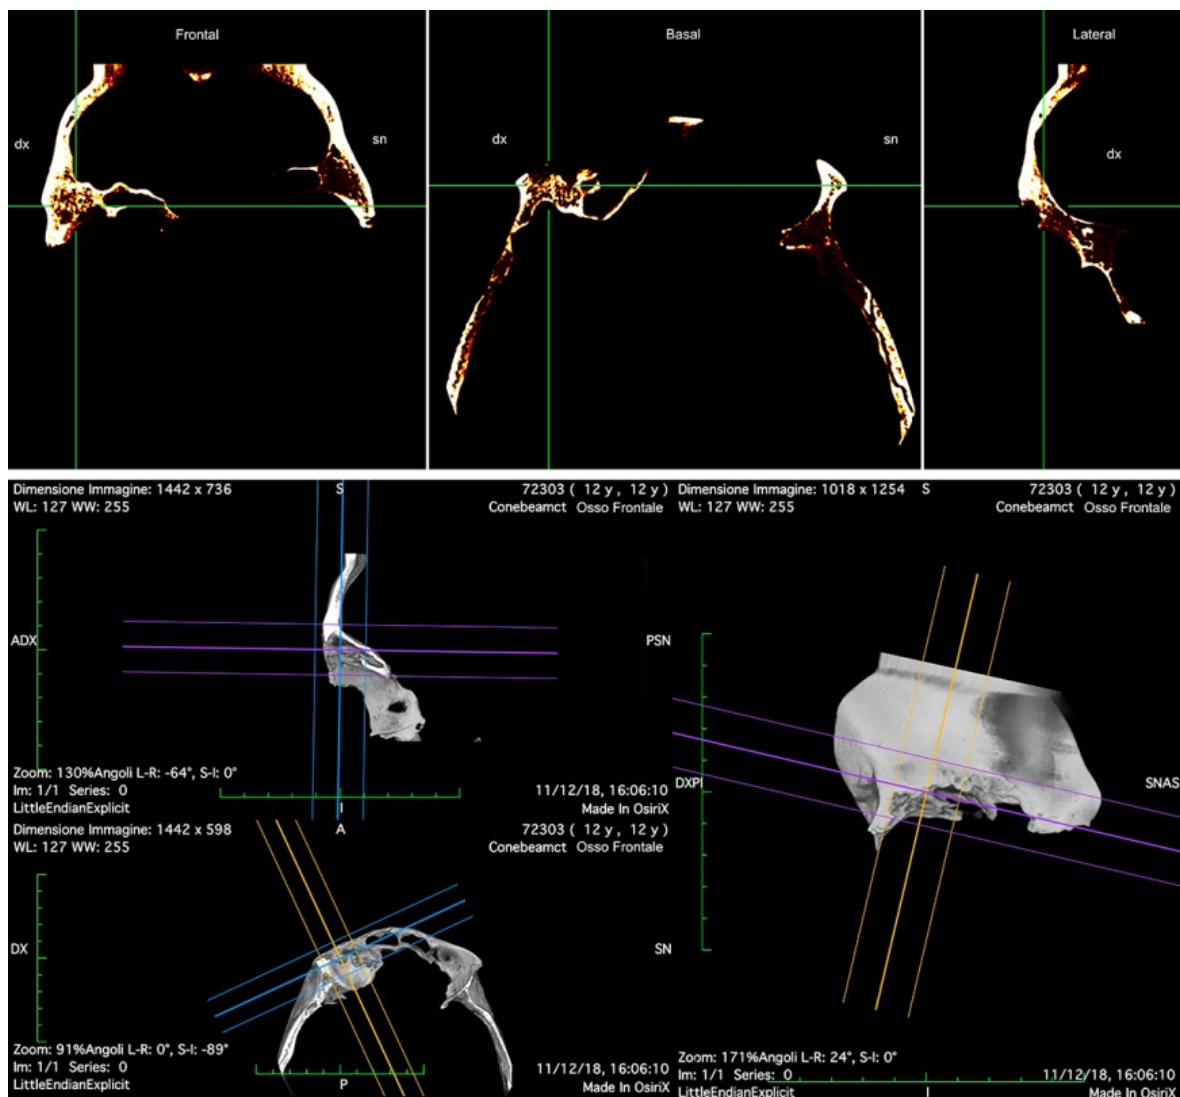 Frontal
dx
sn
Basal
dx
sn
Lateral
dx
Dimensione Immagine: 1442 x 736
WL: 127 WW: 255
S
72303 ( 12 y , 12 y )
Conebeamct Osso Frontale
ADX
Zoom: 130%Angoli L-R: -64°, S-I: 0°
Im: 1/1 Series: 0
LittleEndianExplicit
I
11/12/18, 16:06:10
Made In OsiriX
Dimensione Immagine: 1442 x 598
WL: 127 WW: 255
A
72303 ( 12 y , 12 y )
Conebeamct Osso Frontale
DX
Zoom: 91%Angoli L-R: 0°, S-I: -89°
Im: 1/1 Series: 0
LittleEndianExplicit
P
11/12/18, 16:06:10
Made In OsiriX
Dimensione Immagine: 1018 x 1254
WL: 127 WW: 255
S
72303 ( 12 y , 12 y )
Conebeamct Osso Frontale
PSN
DXPI
SNAS
SN
Zoom: 171%Angoli L-R: 24°, S-I: 0°
Im: 1/1 Series: 0
LittleEndianExplicit
I
11/12/18, 16:06:10
Made In OsiriX